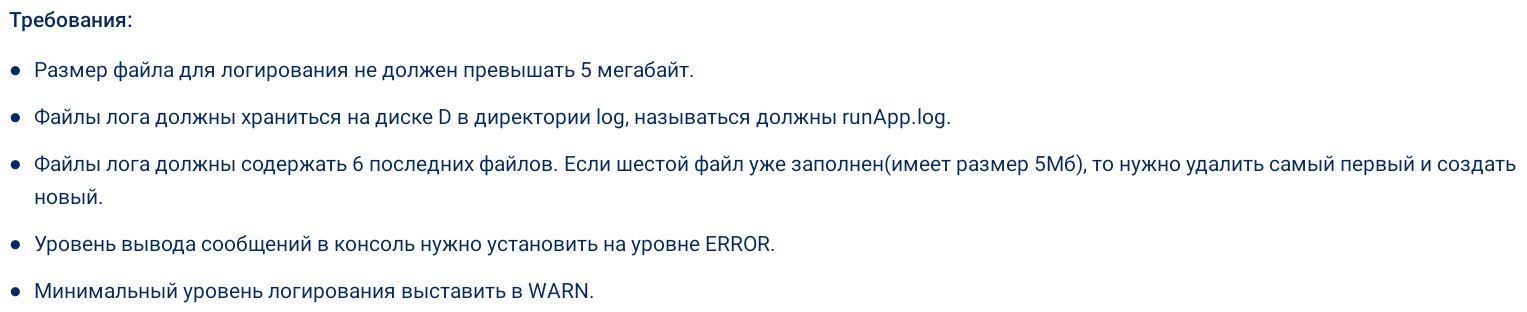 Требования:
● Размер файла для логирования не должен превышать 5 мегабайт.
● Файлы лога должны храниться на диске D в директории log, называться должны runApp.log.
● Файлы лога должны содержать 6 последних файлов. Если шестой файл уже заполнен(имеет размер 5Мб), то нужно удалить самый первый и создать
новый.
● Уровень вывода сообщений в консоль нужно установить на уровне ERROR.
● Минимальный уровень логирования выставить в WARN.